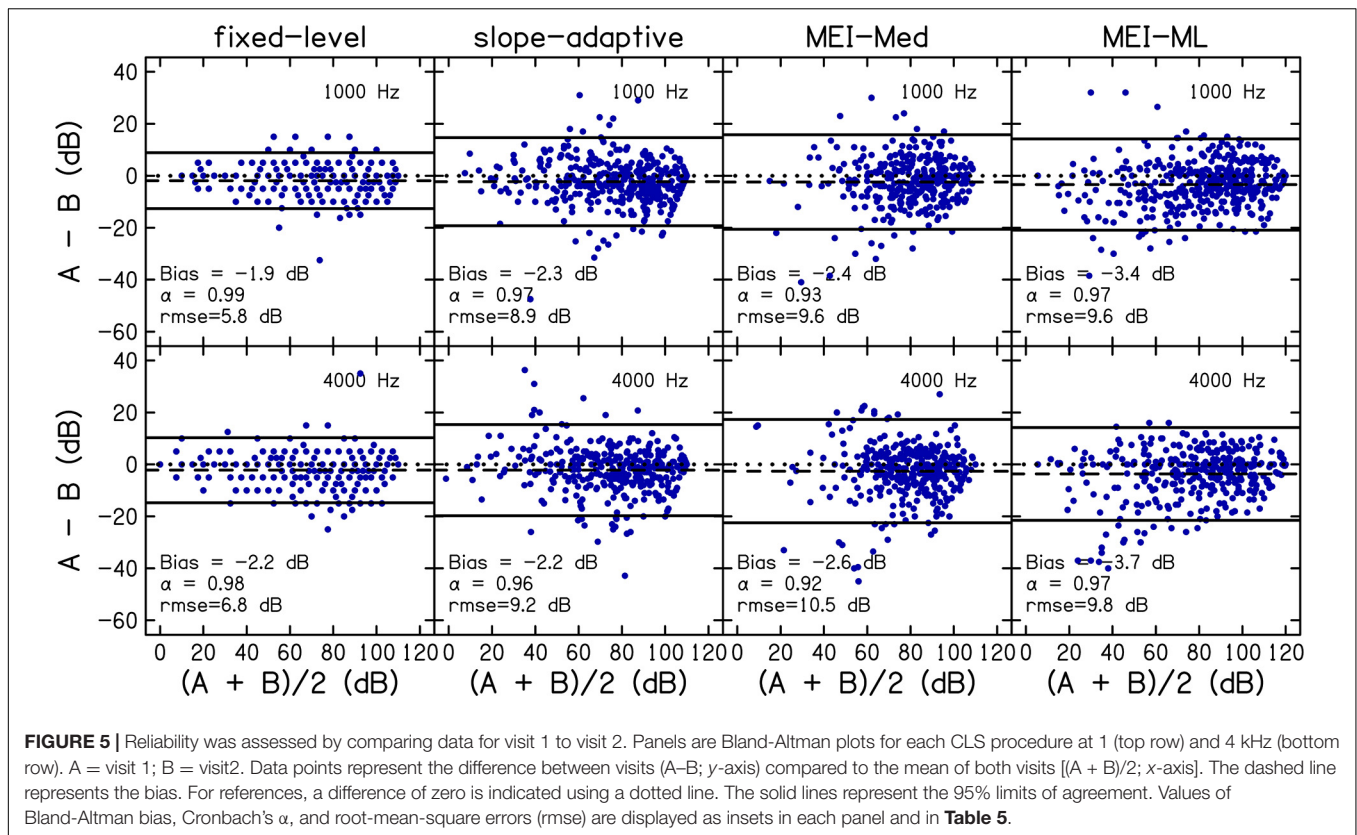 fixed-level slope-adaptive MEI-Med MEI-ML
40 1000 Hz 1000 Hz 1000 Hz 1000 Hz
20
0
-20
-40
-60
A - B (dB)
Bias = -1.9 dB
α = 0.99
rmse=5.8 dB
Bias = -2.3 dB
α = 0.97
rmse=8.9 dB
Bias = -2.4 dB
α = 0.93
rmse=9.6 dB
Bias = -3.4 dB
α = 0.97
rmse=9.6 dB
40 4000 Hz 4000 Hz 4000 Hz 4000 Hz
20
0
-20
-40
-60
A - B (dB)
Bias = -2.2 dB
α = 0.98
rmse=6.8 dB
Bias = -2.2 dB
α = 0.96
rmse=9.2 dB
Bias = -2.6 dB
α = 0.92
rmse=10.5 dB
Bias = -3.7 dB
α = 0.97
rmse=9.8 dB
0 20 40 60 80 100 120 0 20 40 60 80 100 120 0 20 40 60 80 100 120 0 20 40 60 80 100 120
(A + B)/2 (dB) (A + B)/2 (dB) (A + B)/2 (dB) (A + B)/2 (dB)
FIGURE 5 | Reliability was assessed by comparing data for visit 1 to visit 2. Panels are Bland-Altman plots for each CLS procedure at 1 (top row) and 4 kHz (bottom
row). A = visit 1; B = visit2. Data points represent the difference between visits (A–B; y-axis) compared to the mean of both visits [(A + B)/2; x-axis]. The dashed line
represents the bias. For references, a difference of zero is indicated using a dotted line. The solid lines represent the 95% limits of agreement. Values of
Bland-Altman bias, Cronbach's α, and root-mean-square errors (rmse) are displayed as insets in each panel and in Table 5.